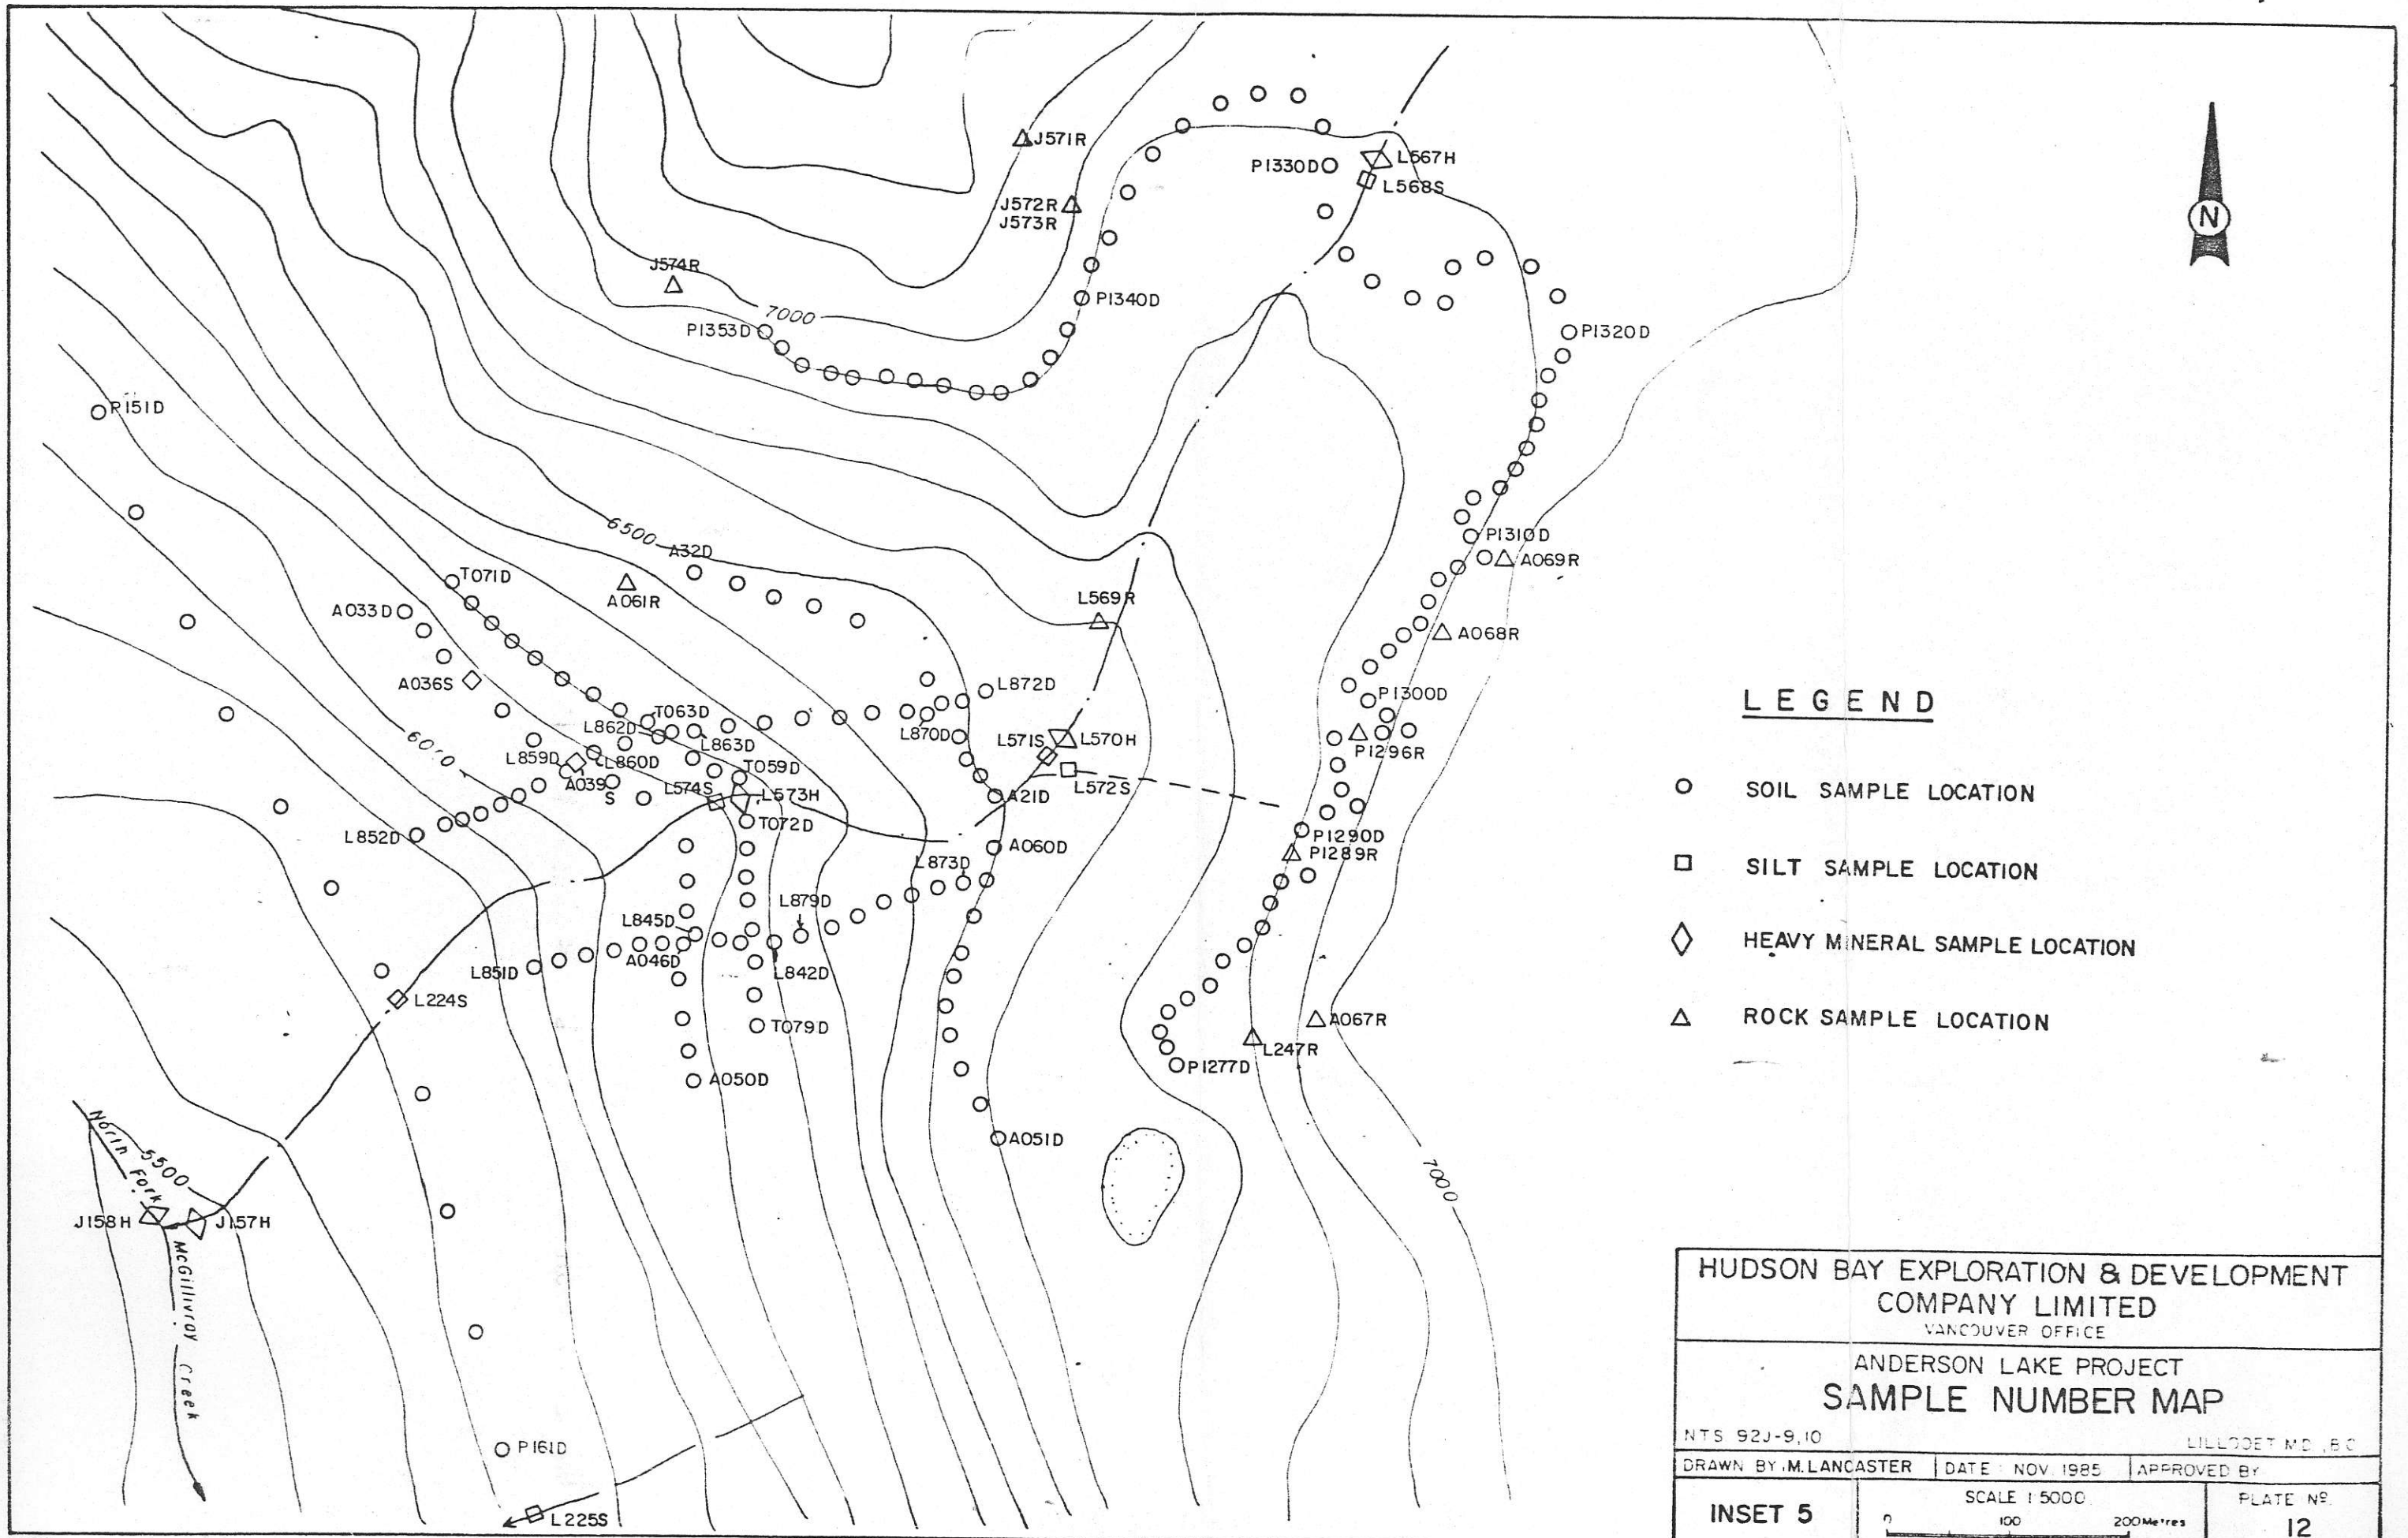 J571R
L567H
P1330D
L568S
J572R
J573R
J574R
P1340D
7000
P1353D
P1320D
P151D
6500
A32D
P1310D
T071D
A069R
A033D
A061R
L569R
A068R
A036S
L872D
P1300D
T063D
L862D
L863D
L870D
L571S
L570H
P1296R
L859D
L860D
T059D
A039
S
L574S
L573H
L572S
A21D
T072D
L852D
P1290D
P1289R
A060D
L873D
L879D
L845D
A046D
L851D
L842D
L224S
T079D
A067R
L247R
P1277D
A050D
A051D
North Fork
5500
7000
J158H
J157H
McGillivray Creek
P161D
L225S
N
LEGEND
SOIL SAMPLE LOCATION
SILT SAMPLE LOCATION
HEAVY MINERAL SAMPLE LOCATION
ROCK SAMPLE LOCATION
HUDSON BAY EXPLORATION & DEVELOPMENT
COMPANY LIMITED
VANCOUVER OFFICE
ANDERSON LAKE PROJECT
SAMPLE NUMBER MAP
NTS 92J-9,10
LILLOOET M.D., B.C.
DRAWN BY: M. LANCASTER DATE: NOV. 1985 APPROVED BY
INSET 5
SCALE 1:5000
0 100 200 Metres
PLATE Nº.
12